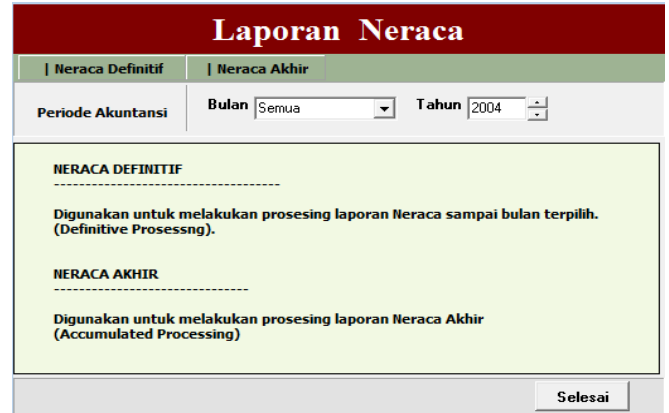 Laporan Neraca
| Neraca Definitif | Neraca Akhir
Periode Akuntansi Bulan Semua Tahun 2004
NERACA DEFINITIF
------------------------------------
Digunakan untuk melakukan prosesing laporan Neraca sampai bulan terpilih.
(Definitive Prosessng).
NERACA AKHIR
-------------------------------
Digunakan untuk melakukan prosesing laporan Neraca Akhir
(Accumulated Processing)
Selesai